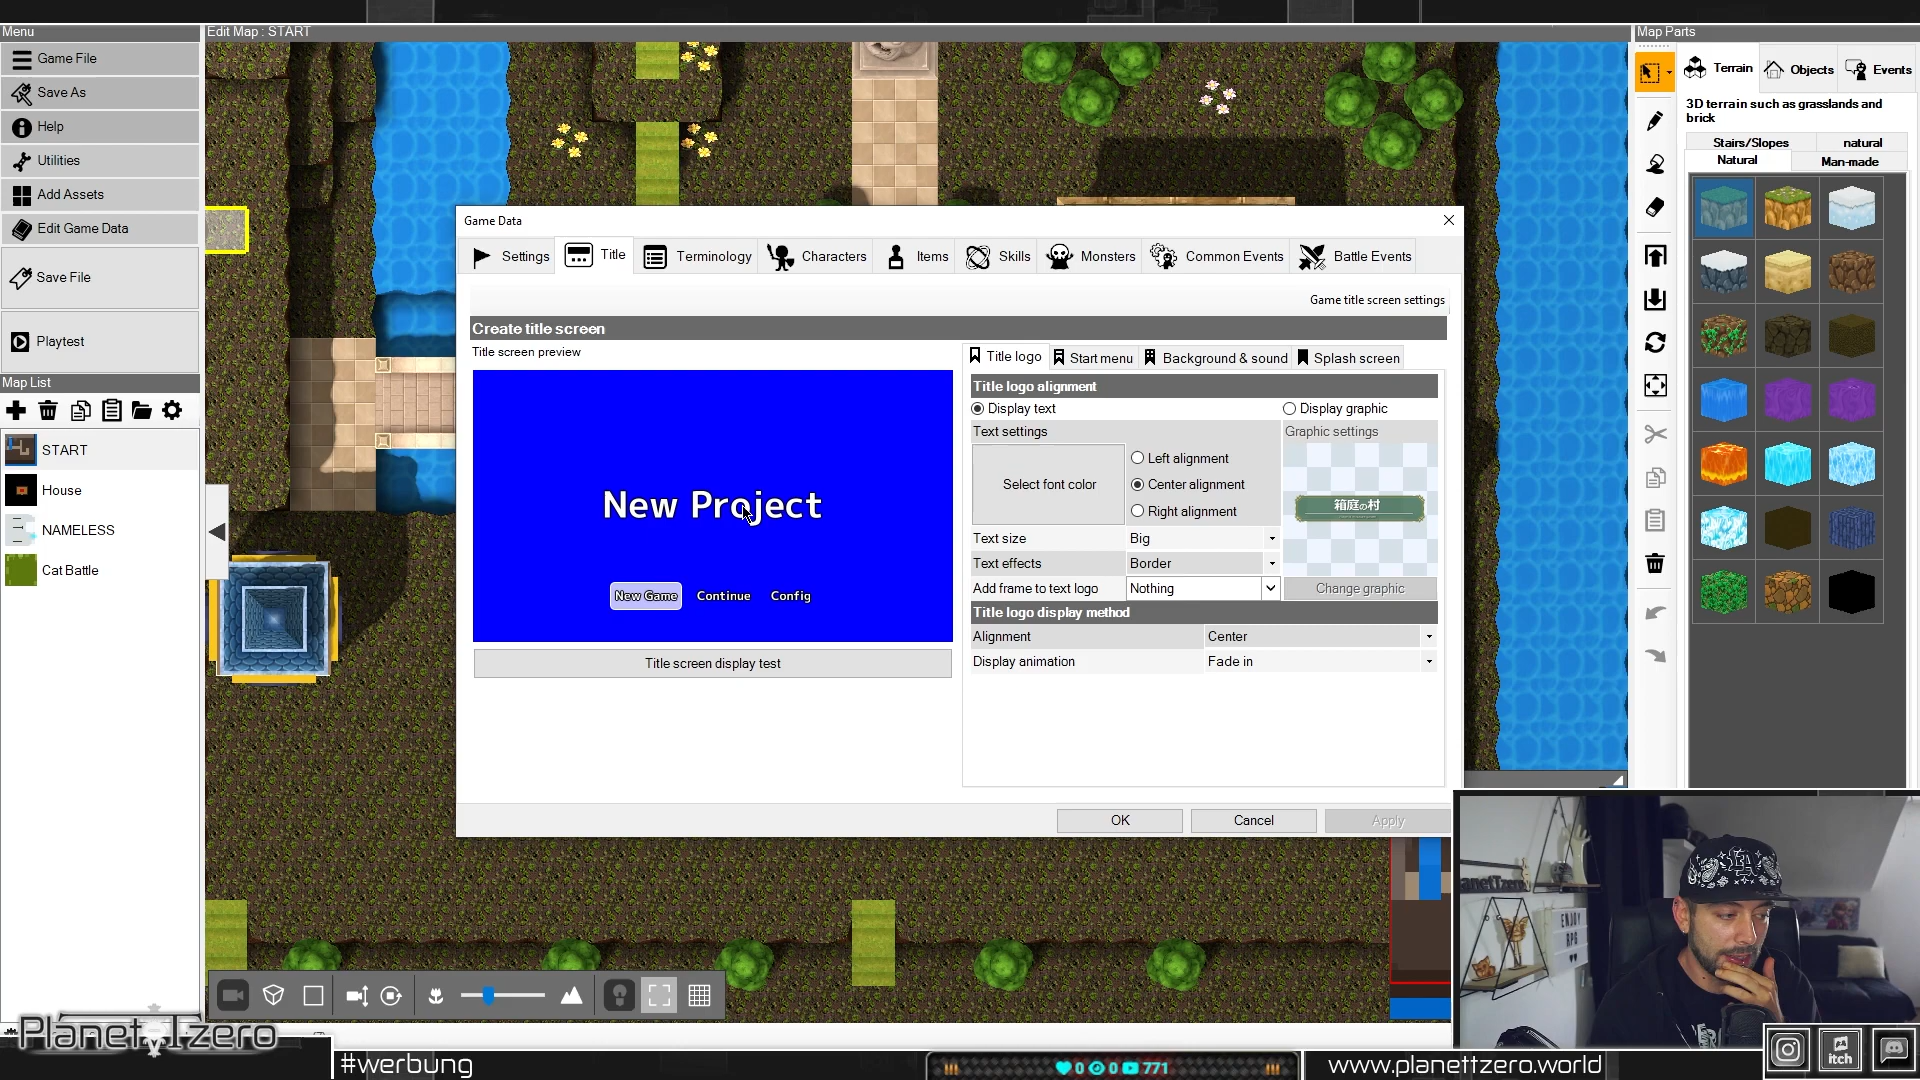 Menu
Edit Map : START
Map Parts
Game File
Save As
Help
Utilities
Add Assets
Edit Game Data
Save File
Playtest
Map List
START
House
NAMELESS
Cat Battle
Game Data
Settings
Title
Terminology
Characters
Items
Skills
Monsters
Common Events
Battle Events
Game title screen settings
Create title screen
Title screen preview
New Project
New Game
Continue
Config
Title screen display test
Title logo
Start menu
Background & sound
Splash screen
Title logo alignment
Display text
Display graphic
Text settings
Graphic settings
Select font color
Left alignment
Center alignment
Right alignment
箱庭の村
Text size
Big
Text effects
Border
Add frame to text logo
Nothing
Change graphic
Title logo display method
Alignment
Center
Display animation
Fade in
OK
Cancel
Apply
Terrain
Objects
Events
3D terrain such as grasslands and
brick
Stairs/Slopes
natural
Natural
Man-made
ENJOY
RPG
PlanetTzero
#werbung
0 0 771
www.planettzero.world
itch